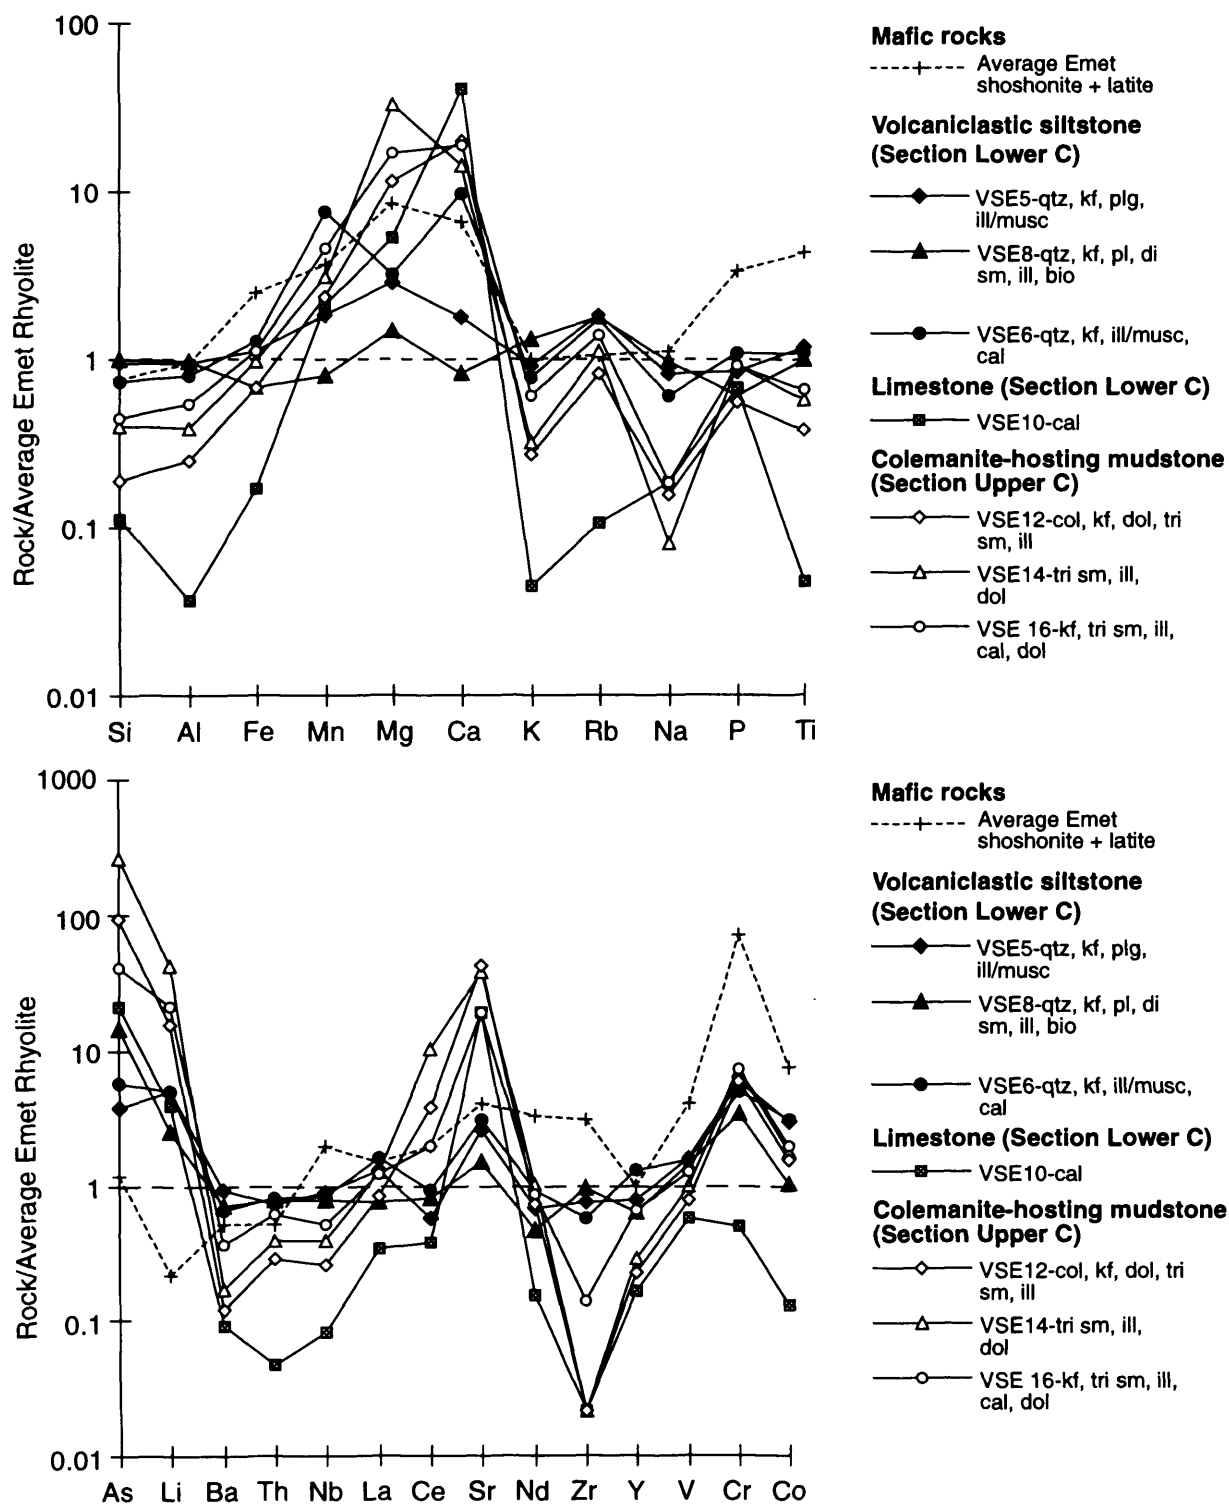 100
10
1
0.1
0.01
Rock/Average Emet Rhyolite
Si Al Fe Mn Mg Ca K Rb Na P Ti
Mafic rocks
Average Emet
shoshonite + latite
Volcaniclastic siltstone
(Section Lower C)
VSE5-qtz, kf, plg,
ill/musc
VSE8-qtz, kf, pl, di
sm, ill, bio
VSE6-qtz, kf, ill/musc,
cal
Limestone (Section Lower C)
VSE10-cal
Colemanite-hosting mudstone
(Section Upper C)
VSE12-col, kf, dol, tri
sm, ill
VSE14-tri sm, ill,
dol
VSE 16-kf, tri sm, ill,
cal, dol
1000
100
10
1
0.1
0.01
Rock/Average Emet Rhyolite
As Li Ba Th Nb La Ce Sr Nd Zr Y V Cr Co
Mafic rocks
Average Emet
shoshonite + latite
Volcaniclastic siltstone
(Section Lower C)
VSE5-qtz, kf, plg,
ill/musc
VSE8-qtz, kf, pl, di
sm, ill, bio
VSE6-qtz, kf, ill/musc,
cal
Limestone (Section Lower C)
VSE10-cal
Colemanite-hosting mudstone
(Section Upper C)
VSE12-col, kf, dol, tri
sm, ill
VSE14-tri sm, ill,
dol
VSE 16-kf, tri sm, ill,
cal, dol